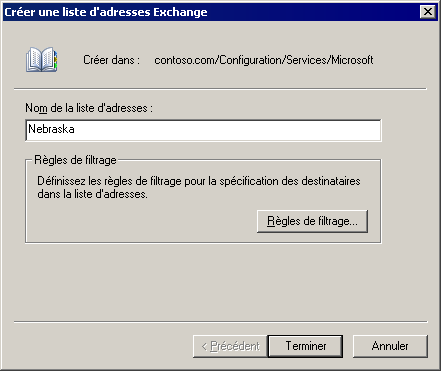 Créer une liste d'adresses Exchange
Créer dans : contoso.com/Configuration/Services/Microsoft
Nom de la liste d'adresses :
Nebraska
Règles de filtrage
Définissez les règles de filtrage pour la spécification des destinataires
dans la liste d'adresses.
Règles de filtrage...
< Précédent Terminer Annuler